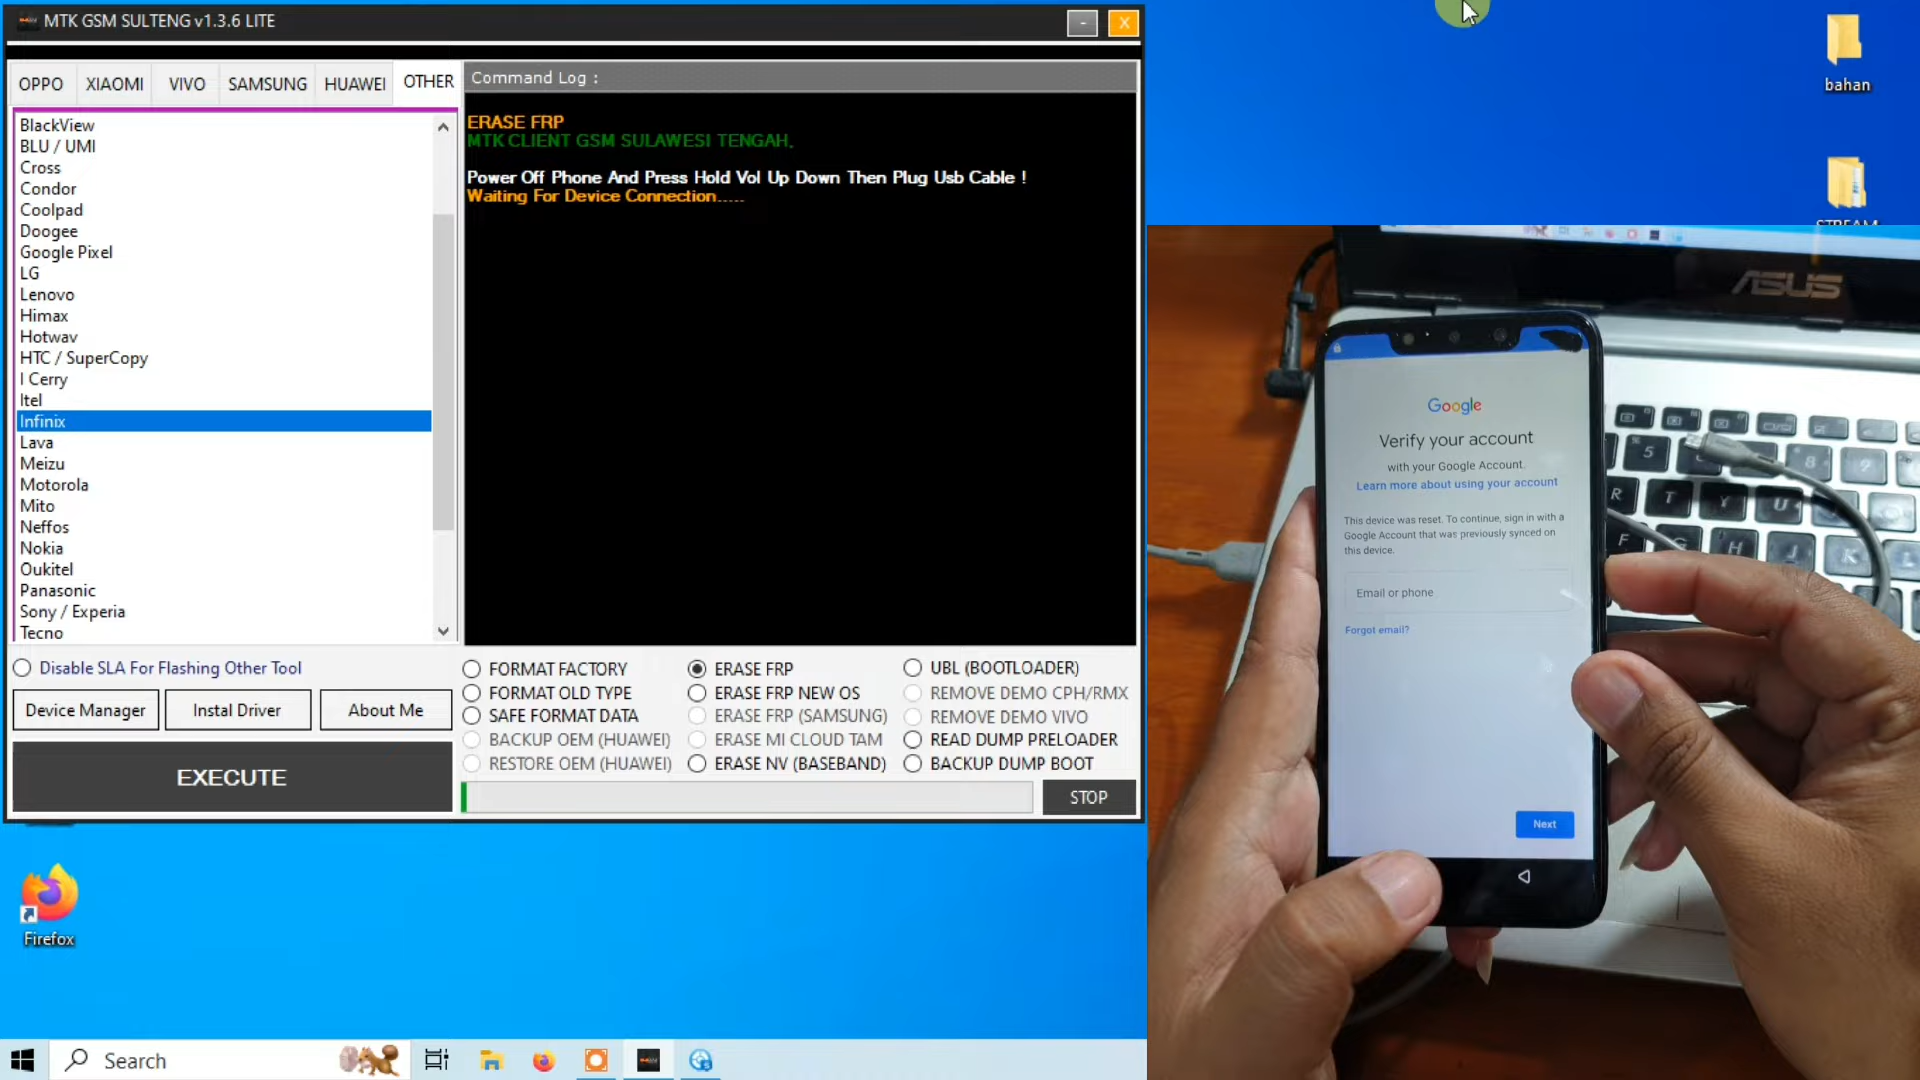 MTK GSM SULTENG v1.3.6 LITE
-
X
OPPO
XIAOMI
VIVO
SAMSUNG
HUAWEI
OTHER
BlackView
BLU / UMI
Cross
Condor
Coolpad
Doogee
Google Pixel
LG
Lenovo
Himax
Hotwav
HTC / SuperCopy
I Cerry
Itel
Infinix
Lava
Meizu
Motorola
Mito
Neffos
Nokia
Oukitel
Panasonic
Sony / Experia
Tecno
Command Log :
ERASE FRP
MTK CLIENT GSM SULAWESI TENGAH.
Power Off Phone And Press Hold Vol Up Down Then Plug Usb Cable !
Waiting For Device Connection.....
Disable SLA For Flashing Other Tool
Device Manager
Instal Driver
About Me
EXECUTE
FORMAT FACTORY
FORMAT OLD TYPE
SAFE FORMAT DATA
BACKUP OEM (HUAWEI)
RESTORE OEM (HUAWEI)
ERASE FRP
ERASE FRP NEW OS
ERASE FRP (SAMSUNG)
ERASE MI CLOUD TAM
ERASE NV (BASEBAND)
UBL (BOOTLOADER)
REMOVE DEMO CPH/RMX
REMOVE DEMO VIVO
READ DUMP PRELOADER
BACKUP DUMP BOOT
STOP
bahan
STREAM
ASUS
Google
Verify your account
with your Google Account.
Learn more about using your account
This device was reset. To continue, sign in with a
Google Account that was previously synced on
this device.
Email or phone
Forgot email?
Next
5
8
R
T
Y
U
F
H
J
K
Firefox
Search